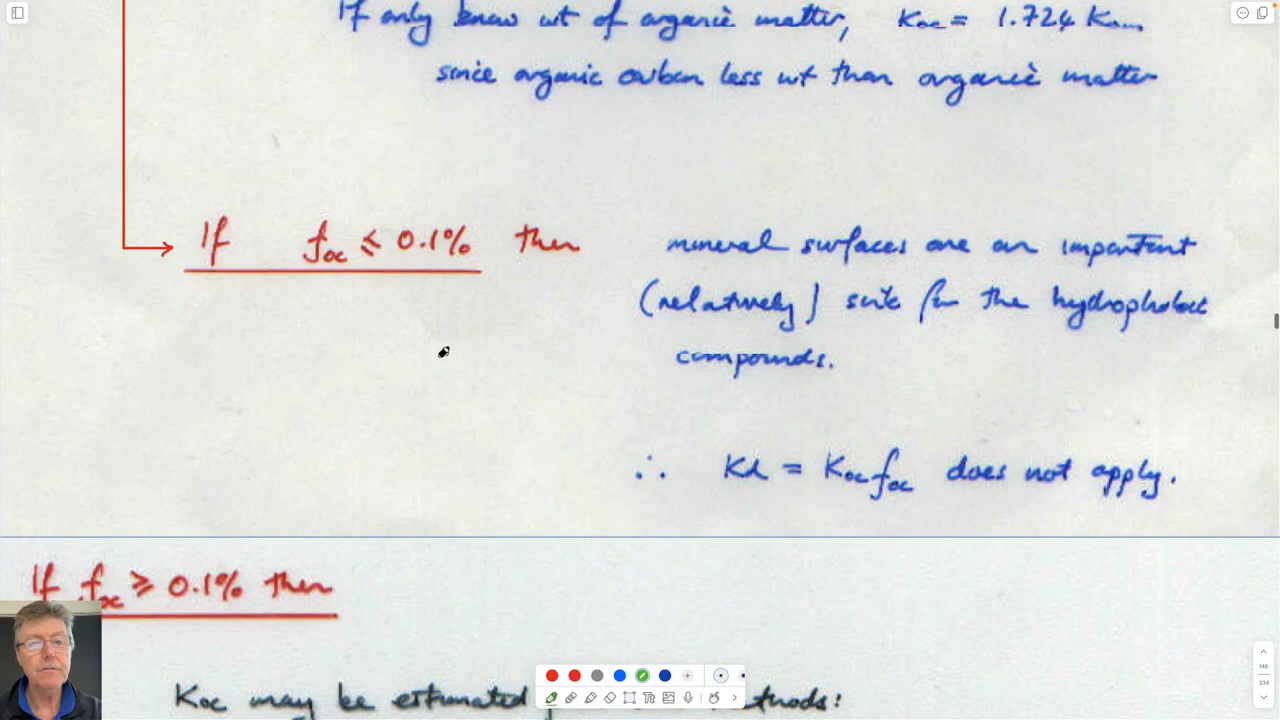 If only know wt of organic matter, Koc = 1.724 Kom
since organic carbon less wt than organic matter
If foc ≤ 0.1% then mineral surfaces are an important
(relatively) site for the hydrophobic
compounds.
∴ Kd = Koc foc does not apply.
If foc ≥ 0.1% then
Koc may be estimated
146
334